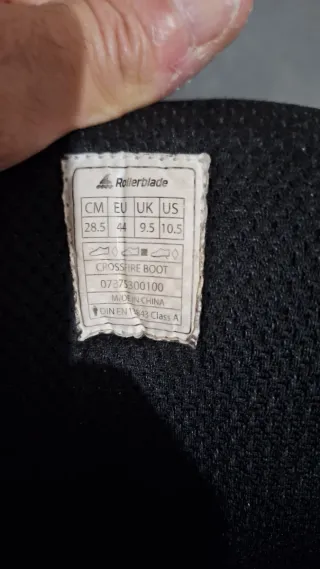 Rollerblade
CM EU UK US
28.5 44 9.5 10.5
CROSSFIRE BOOT
07375300100
MADE IN CHINA
DIN EN 13843 Class A